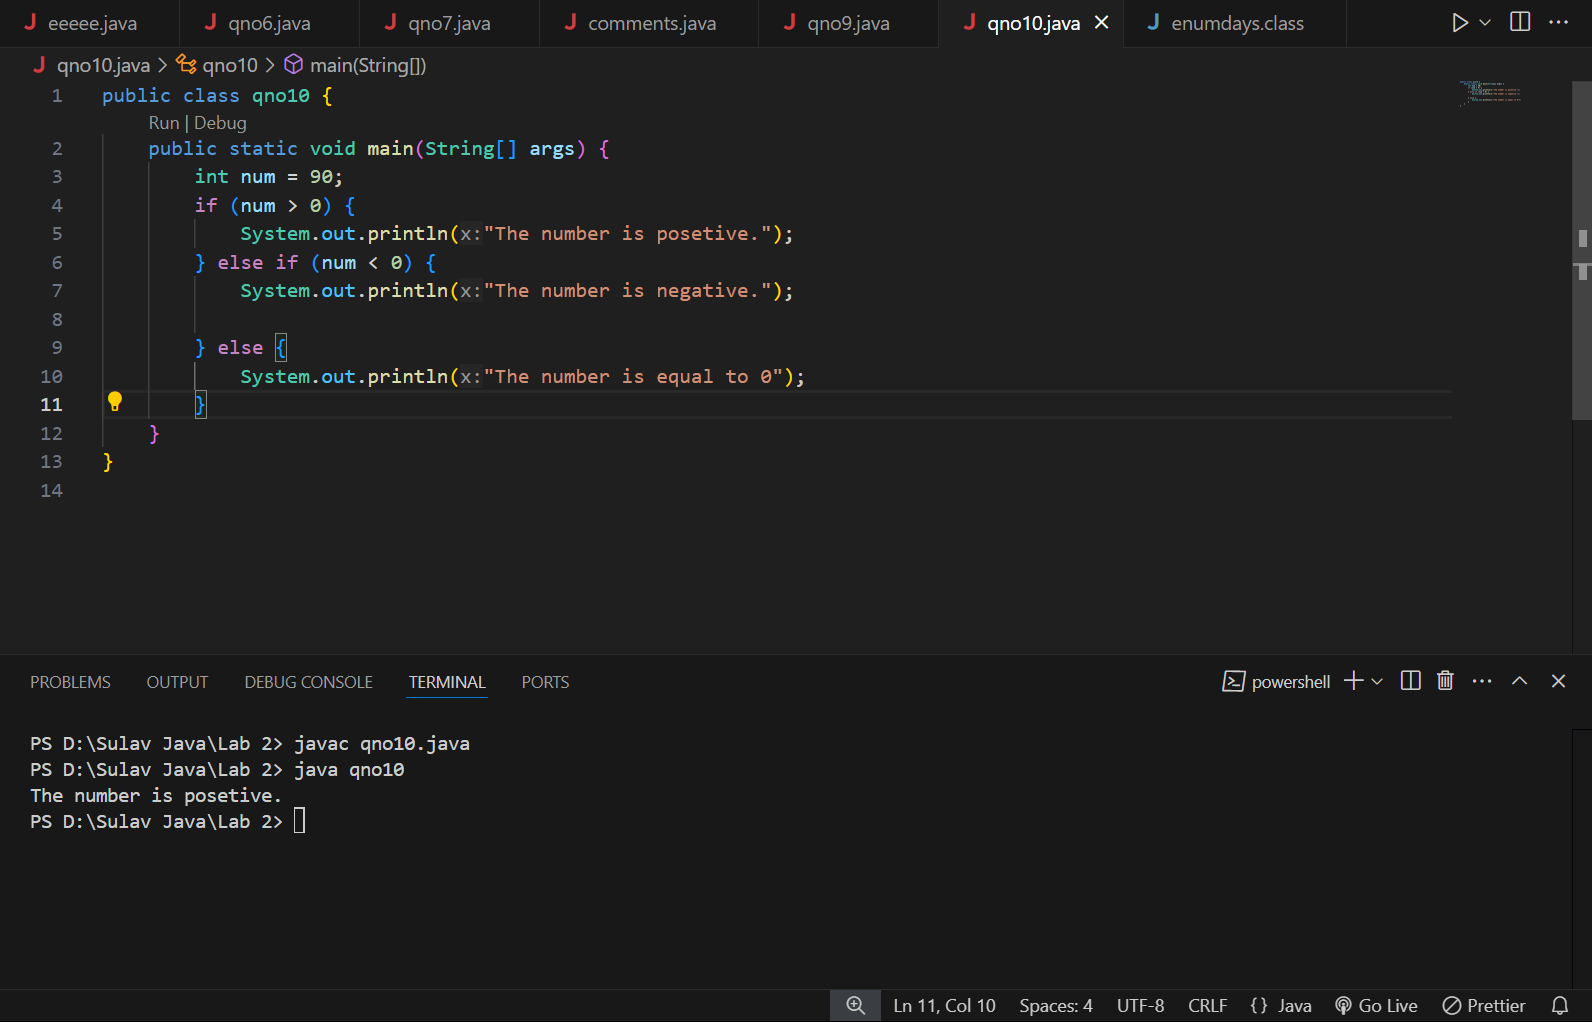 eeeee.java qno6.java qno7.java comments.java qno9.java qno10.java enumdays.class
qno10.java > qno10 > main(String[])
1 public class qno10 {
Run | Debug
2 public static void main(String[] args) {
3 int num = 90;
4 if (num > 0) {
5 System.out.println(x:"The number is posetive.");
6 } else if (num < 0) {
7 System.out.println(x:"The number is negative.");
8
9 } else {
10 System.out.println(x:"The number is equal to 0");
11 }
12 }
13 }
14
PROBLEMS OUTPUT DEBUG CONSOLE TERMINAL PORTS powershell
PS D:\Sulav Java\Lab 2> javac qno10.java
PS D:\Sulav Java\Lab 2> java qno10
The number is posetive.
PS D:\Sulav Java\Lab 2>
Ln 11, Col 10 Spaces: 4 UTF-8 CRLF {} Java Go Live Prettier